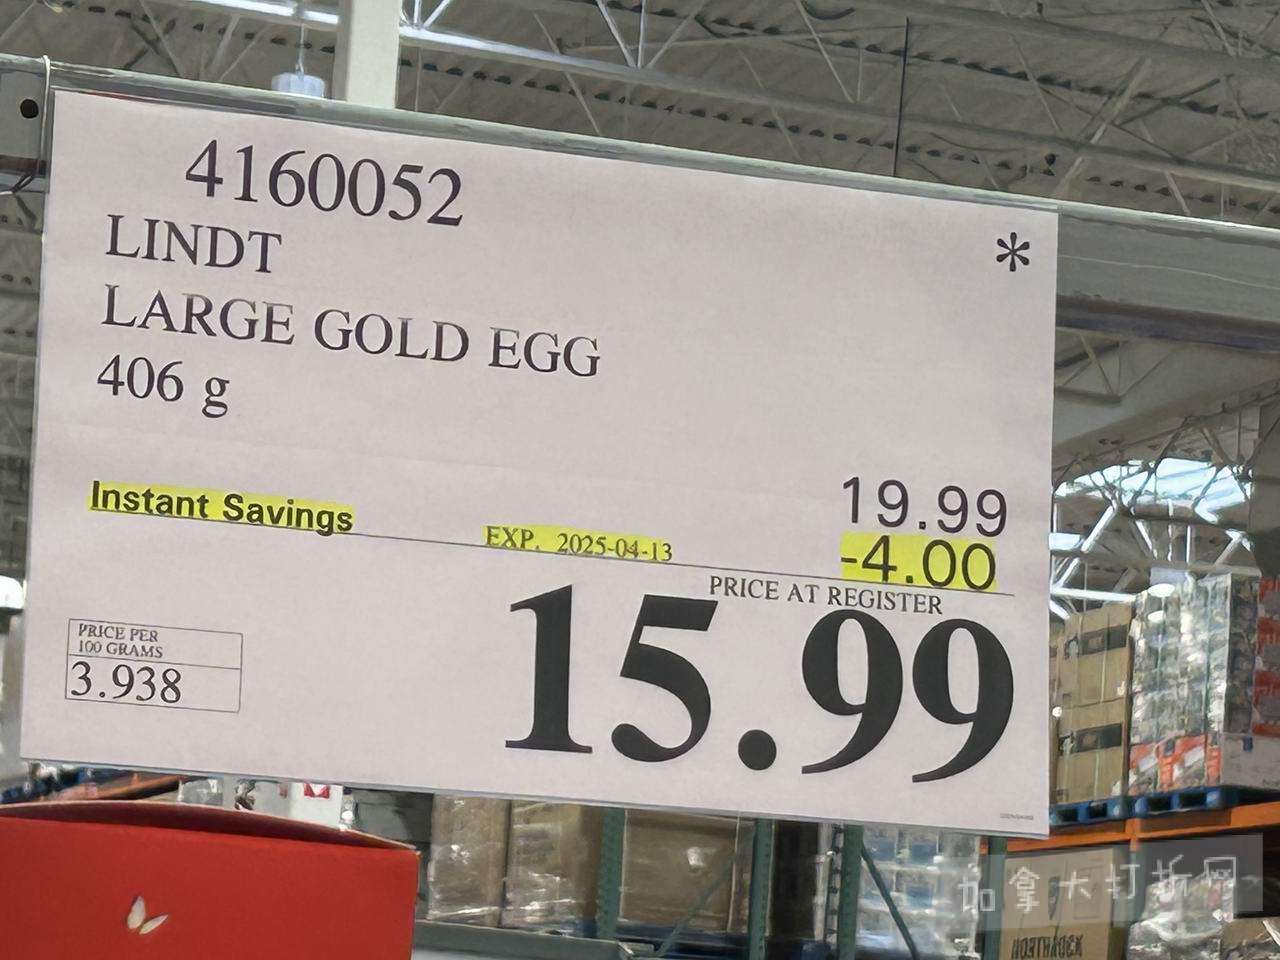 4160052
*
LINDT
LARGE GOLD EGG
406 g
19.99
Instant Savings
EXP. 2025-04-13
-4.00
PRICE AT REGISTER
15.99
PRICE PER
100 GRAMS
3.938
加拿大打折网